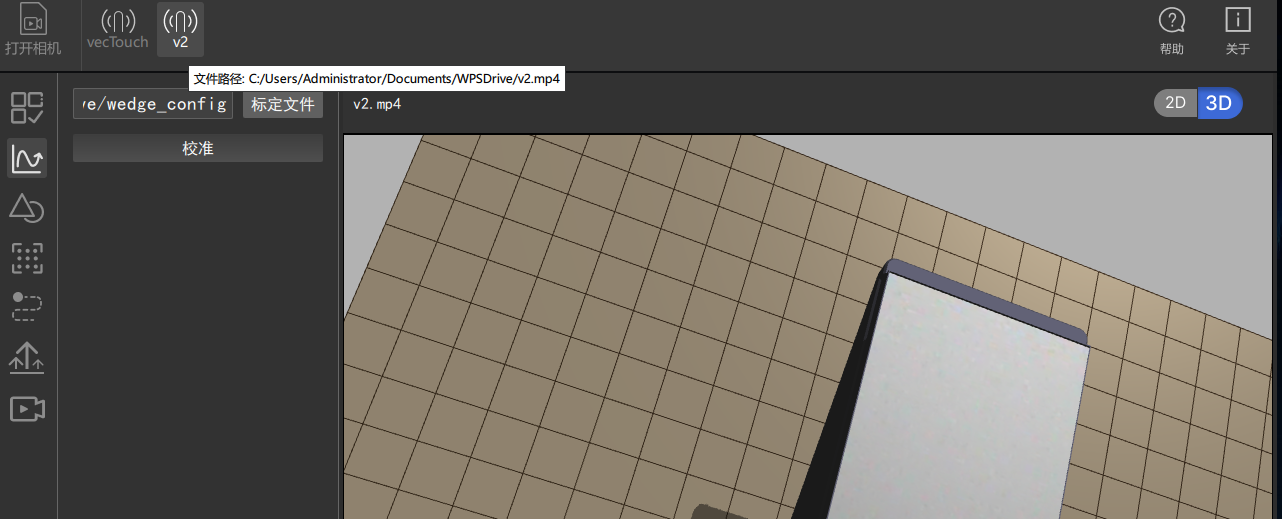 打开相机
vecTouch
v2
帮助
关于
文件路径: C:/Users/Administrator/Documents/WPSDrive/v2.mp4
/wedge_config
标定文件
v2.mp4
2D
3D
校准